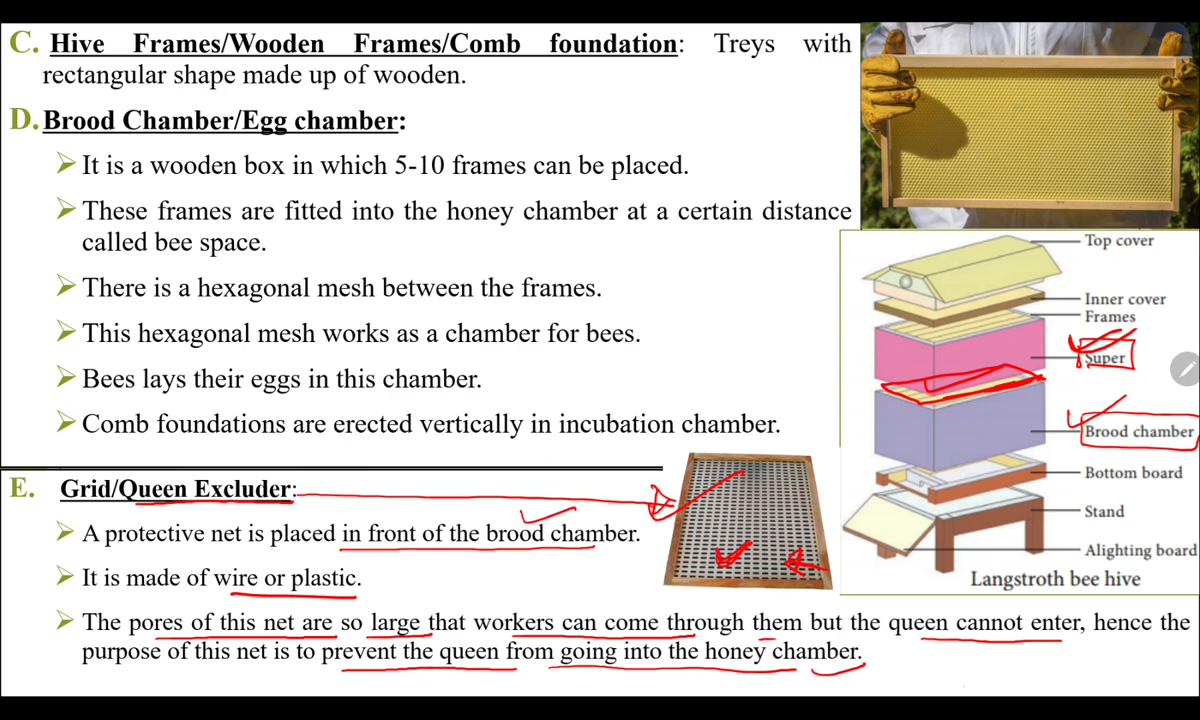 C. Hive Frames/Wooden Frames/Comb foundation: Treys with
rectangular shape made up of wooden.
D. Brood Chamber/Egg chamber:
➢ It is a wooden box in which 5-10 frames can be placed.
➢ These frames are fitted into the honey chamber at a certain distance
called bee space.
➢ There is a hexagonal mesh between the frames.
➢ This hexagonal mesh works as a chamber for bees.
➢ Bees lays their eggs in this chamber.
➢ Comb foundations are erected vertically in incubation chamber.
E. Grid/Queen Excluder:
➢ A protective net is placed in front of the brood chamber.
➢ It is made of wire or plastic.
➢ The pores of this net are so large that workers can come through them but the queen cannot enter, hence the
purpose of this net is to prevent the queen from going into the honey chamber.
Top cover
Inner cover
Frames
Super
Brood chamber
Bottom board
Stand
Alighting board
Langstroth bee hive